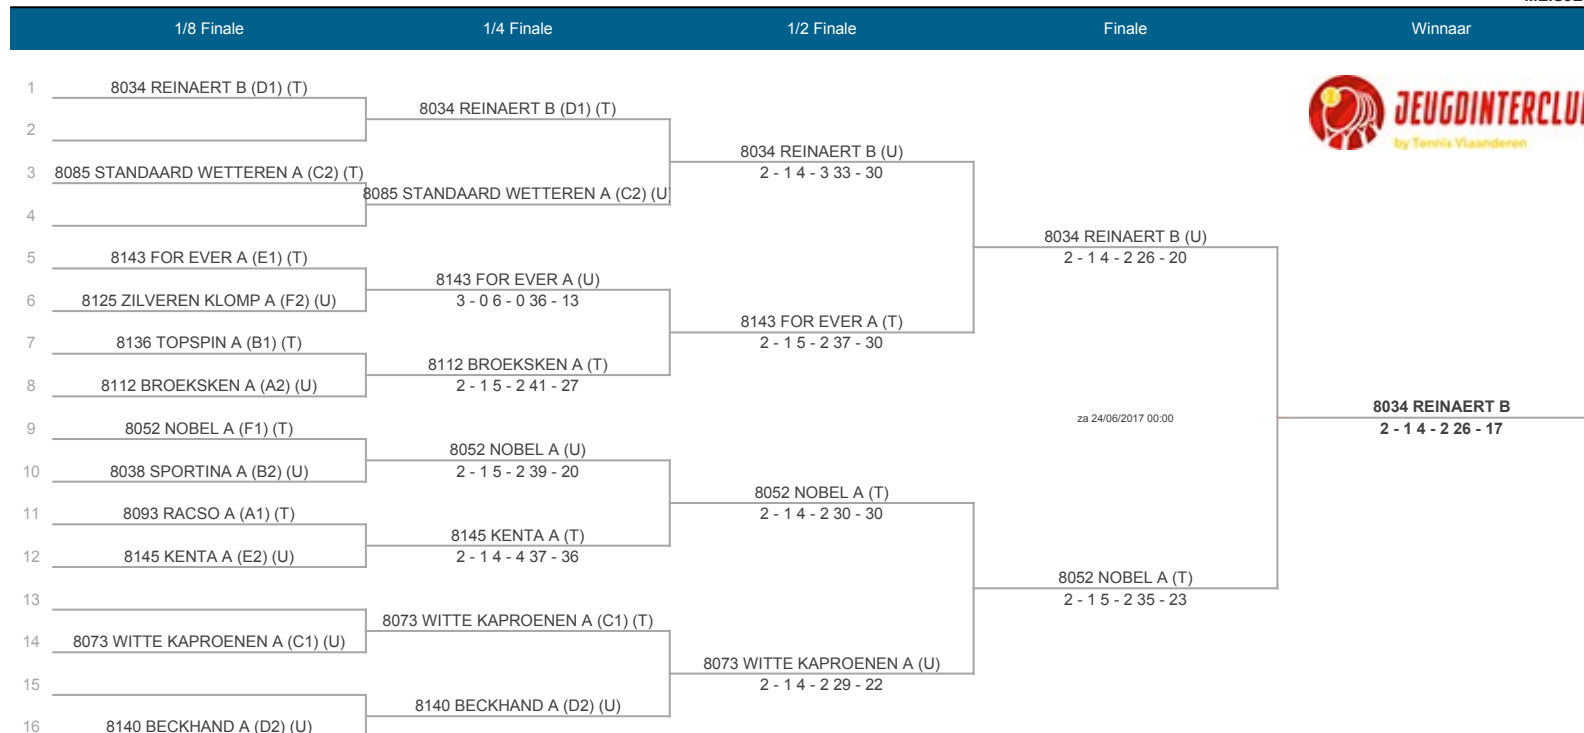 1/8 Finale 1/4 Finale 1/2 Finale Finale Winnaar
JEUGDINTERCLUB
by Tennis Vlaanderen
1 8034 REINAERT B (D1) (T)
8034 REINAERT B (D1) (T)
2
8034 REINAERT B (U)
3 8085 STANDAARD WETTEREN A (C2) (T)
2 - 1 4 - 3 33 - 30
8085 STANDAARD WETTEREN A (C2) (U)
4
8034 REINAERT B (U)
5 8143 FOR EVER A (E1) (T)
2 - 1 4 - 2 26 - 20
8143 FOR EVER A (U)
6 8125 ZILVEREN KLOMP A (F2) (U)
3 - 0 6 - 0 36 - 13
8143 FOR EVER A (T)
7 8136 TOPSPIN A (B1) (T)
2 - 1 5 - 2 37 - 30
8112 BROEKSKEN A (T)
8 8112 BROEKSKEN A (A2) (U)
2 - 1 5 - 2 41 - 27
8034 REINAERT B
za 24/06/2017 00:00
9 8052 NOBEL A (F1) (T)
2 - 1 4 - 2 26 - 17
8052 NOBEL A (U)
10 8038 SPORTINA A (B2) (U)
2 - 1 5 - 2 39 - 20
8052 NOBEL A (T)
11 8093 RACSO A (A1) (T)
2 - 1 4 - 2 30 - 30
8145 KENTA A (T)
12 8145 KENTA A (E2) (U)
2 - 1 4 - 4 37 - 36
8052 NOBEL A (T)
13
2 - 1 5 - 2 35 - 23
8073 WITTE KAPROENEN A (C1) (T)
14 8073 WITTE KAPROENEN A (C1) (U)
8073 WITTE KAPROENEN A (U)
15
2 - 1 4 - 2 29 - 22
8140 BECKHAND A (D2) (U)
16 8140 BECKHAND A (D2) (U)